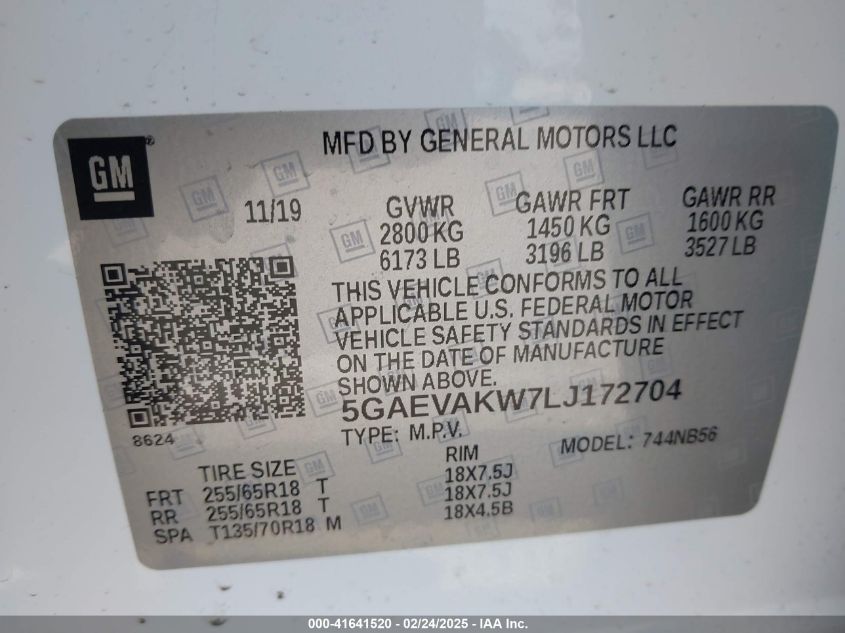 GM
MFD BY GENERAL MOTORS LLC
11/19
GVWR
2800 KG
6173 LB
GAWR FRT
1450 KG
3196 LB
GAWR RR
1600 KG
3527 LB
THIS VEHICLE CONFORMS TO ALL
APPLICABLE U.S. FEDERAL MOTOR
VEHICLE SAFETY STANDARDS IN EFFECT
ON THE DATE OF MANUFACTURE
SHOWN ABOVE.
5GAEVAKW7LJ172704
8624
TYPE: M.P.V.
MODEL: 744NB56
TIRE SIZE RIM
FRT 255/65R18 T 18X7.5J
RR 255/65R18 T 18X7.5J
SPA T135/70R18 M 18X4.5B
000-41641520 - 02/24/2025 - IAA Inc.